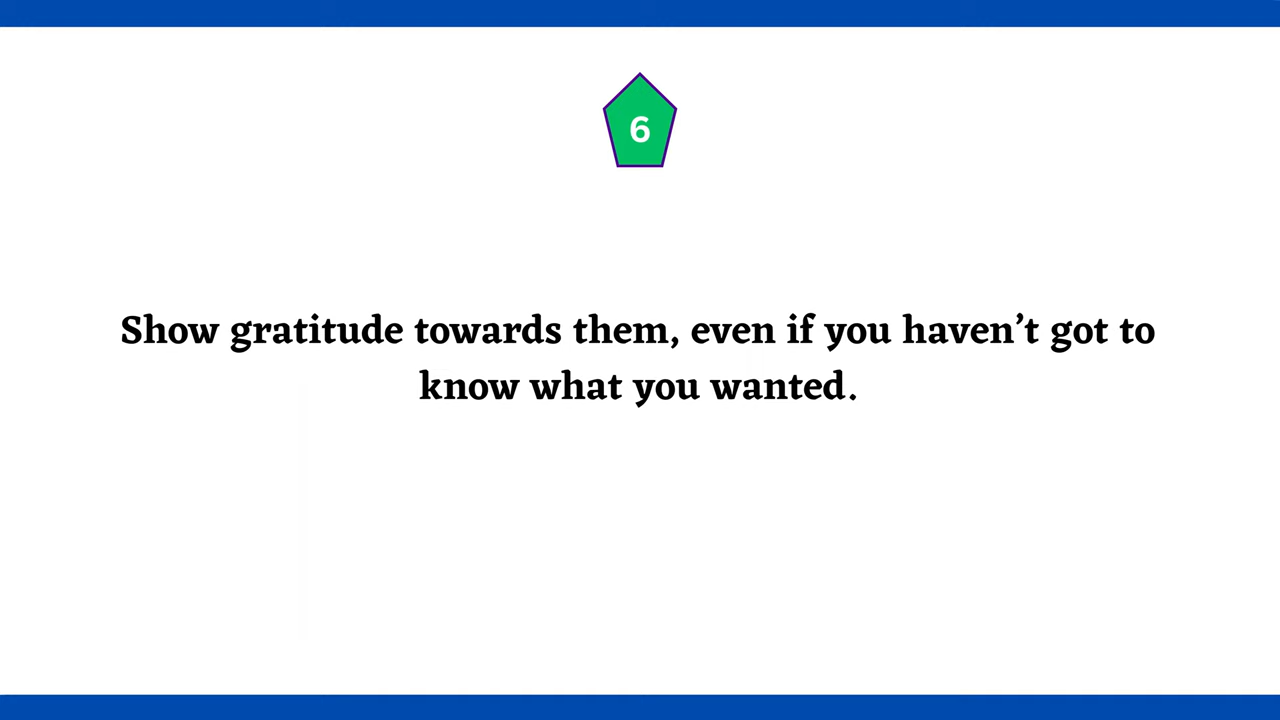 6
Show gratitude towards them, even if you haven’t got to
know what you wanted.